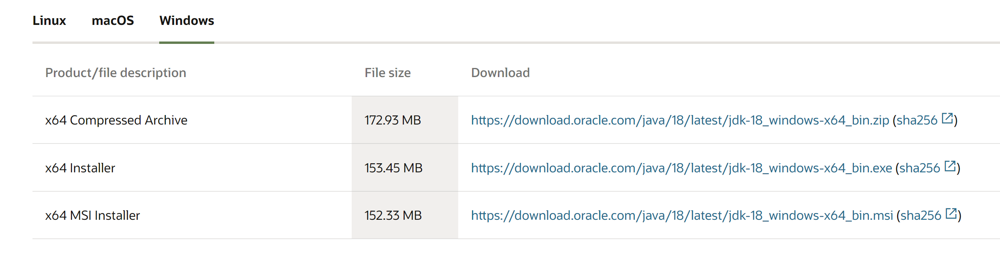 Linux macOS Windows
Product/file description File size Download
x64 Compressed Archive 172.93 MB https://download.oracle.com/java/18/latest/jdk-18_windows-x64_bin.zip (sha256)
x64 Installer 153.45 MB https://download.oracle.com/java/18/latest/jdk-18_windows-x64_bin.exe (sha256)
x64 MSI Installer 152.33 MB https://download.oracle.com/java/18/latest/jdk-18_windows-x64_bin.msi (sha256)